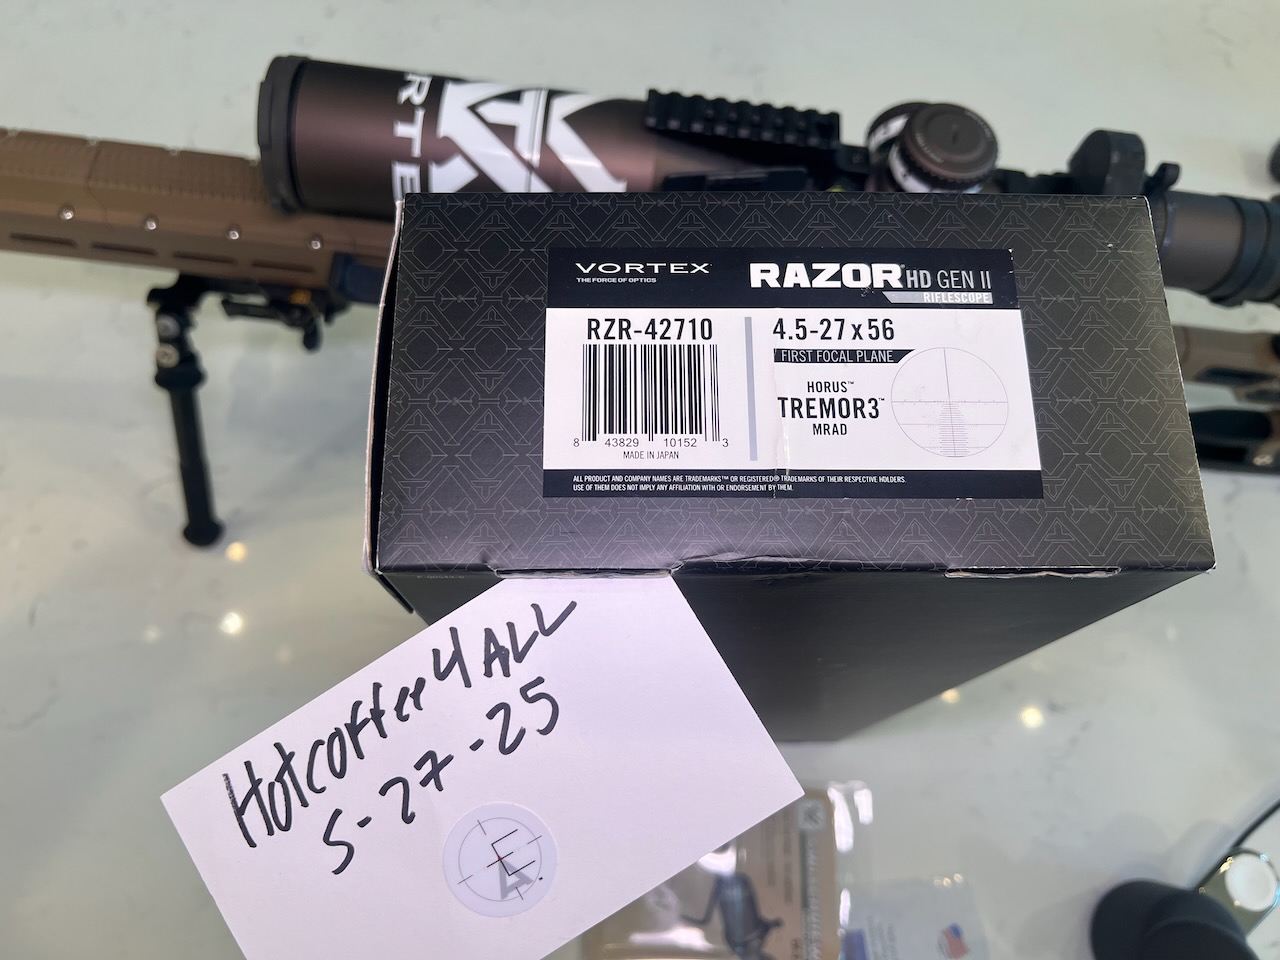 RTE
VORTEX
THE FORCE OF OPTICS
RAZOR HD GEN II
RIFLESCOPE
RZR-42710
8 43829 10152 3
MADE IN JAPAN
4.5-27x56
FIRST FOCAL PLANE
HORUS™
TREMOR3™
MRAD
ALL PRODUCT AND COMPANY NAMES ARE TRADEMARKS™ OR REGISTERED® TRADEMARKS OF THEIR RESPECTIVE HOLDERS.
USE OF THEM DOES NOT IMPLY ANY AFFILIATION WITH OR ENDORSEMENT BY THEM.
Hotcoffee4ALL
5-27-25
EA